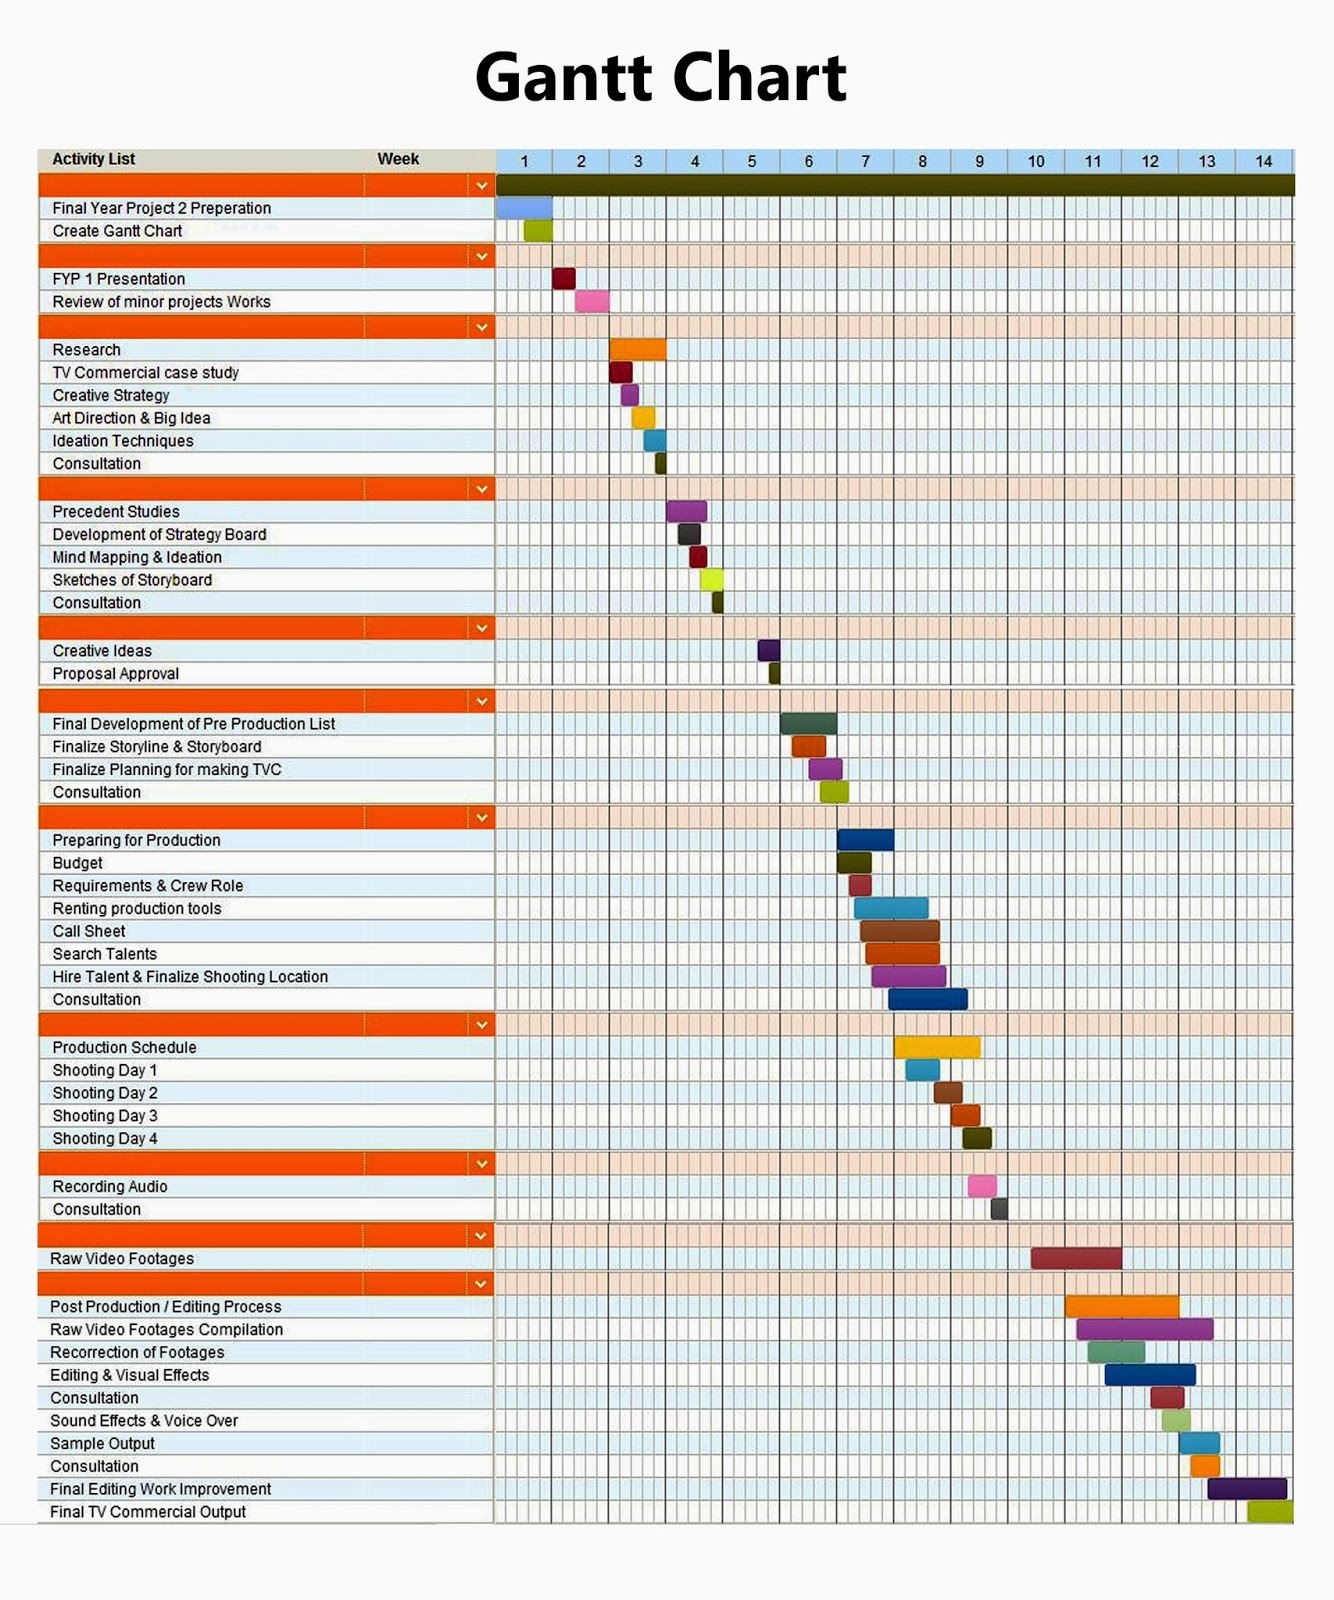 Gantt Chart
Activity List Week 1 2 3 4 5 6 7 8 9 10 11 12 13 14
Final Year Project 2 Preperation
Create Gantt Chart
FYP 1 Presentation
Review of minor projects Works
Research
TV Commercial case study
Creative Strategy
Art Direction & Big Idea
Ideation Techniques
Consultation
Precedent Studies
Development of Strategy Board
Mind Mapping & Ideation
Sketches of Storyboard
Consultation
Creative Ideas
Proposal Approval
Final Development of Pre Production List
Finalize Storyline & Storyboard
Finalize Planning for making TVC
Consultation
Preparing for Production
Budget
Requirements & Crew Role
Renting production tools
Call Sheet
Search Talents
Hire Talent & Finalize Shooting Location
Consultation
Production Schedule
Shooting Day 1
Shooting Day 2
Shooting Day 3
Shooting Day 4
Recording Audio
Consultation
Raw Video Footages
Post Production / Editing Process
Raw Video Footages Compilation
Recorrection of Footages
Editing & Visual Effects
Consultation
Sound Effects & Voice Over
Sample Output
Consultation
Final Editing Work Improvement
Final TV Commercial Output